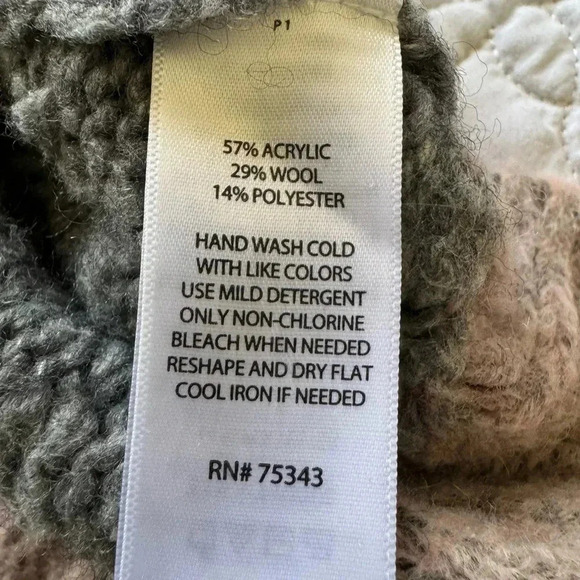 P1
57% ACRYLIC
29% WOOL
14% POLYESTER
HAND WASH COLD
WITH LIKE COLORS
USE MILD DETERGENT
ONLY NON-CHLORINE
BLEACH WHEN NEEDED
RESHAPE AND DRY FLAT
COOL IRON IF NEEDED
RN# 75343